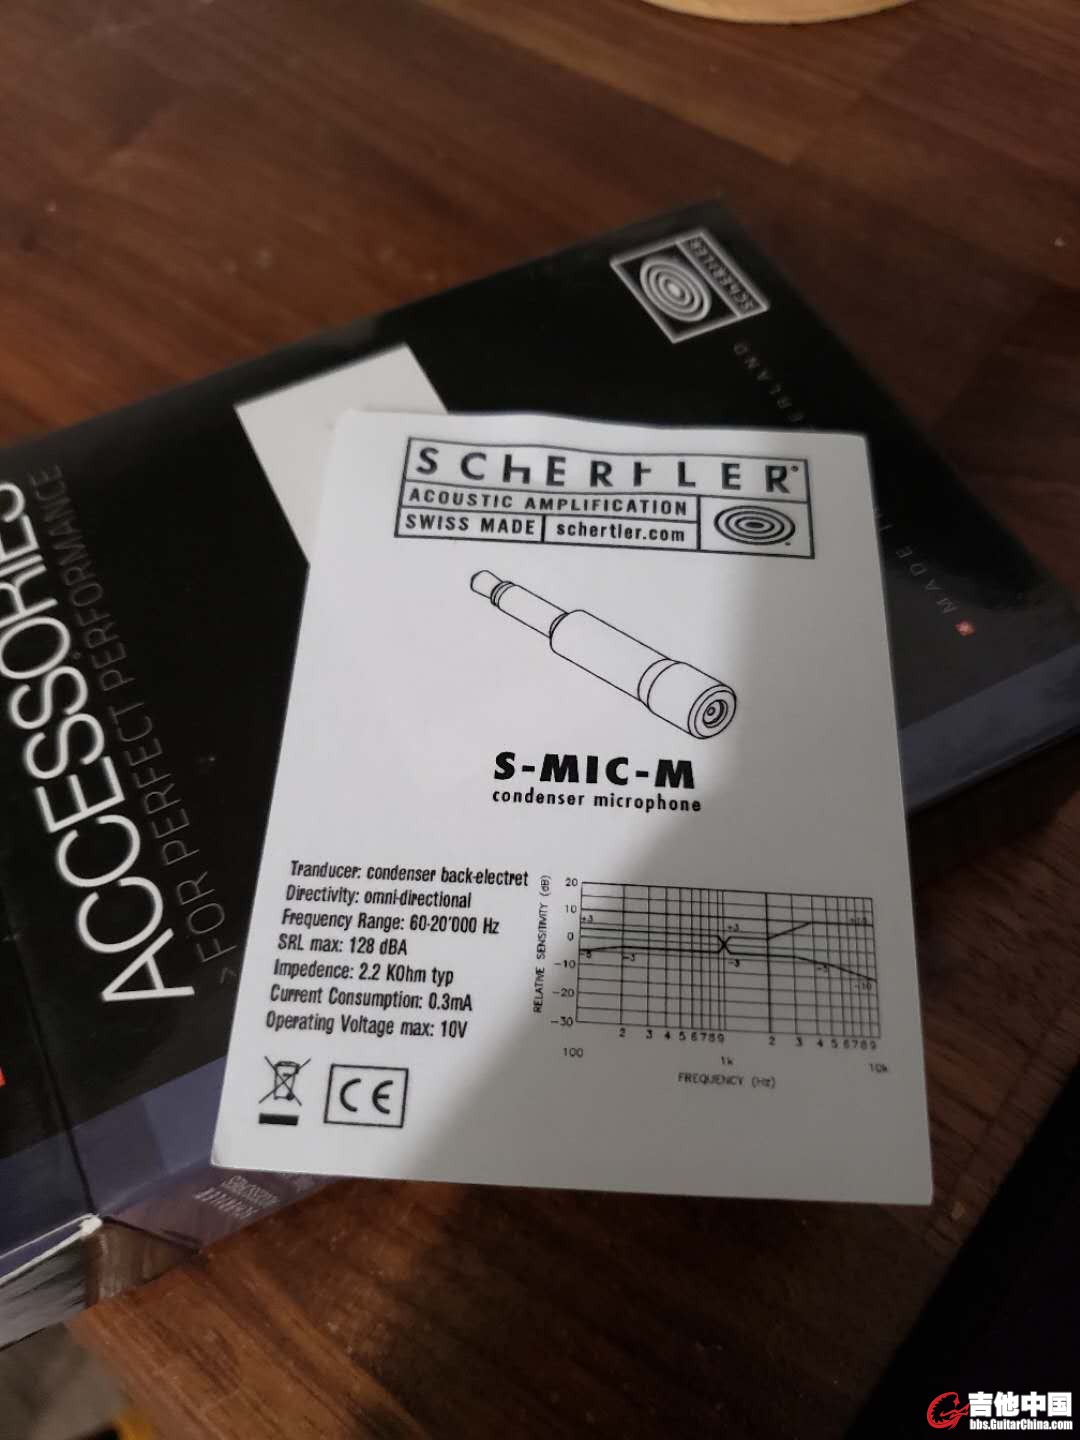 SCHERTLER
MADE IN
ERLAND
ACCESSORIES
> FOR PERFECT PERFORMANCE
SCHERTLER
ACOUSTIC AMPLIFICATION
SWISS MADE schertler.com
S-MIC-M
condenser microphone
Tranducer: condenser back-electret
Directivity: omni-directional
Frequency Range: 60-20'000 Hz
SRL max: 128 dBA
Impedence: 2.2 KOhm typ
Current Consumption: 0.3mA
Operating Voltage max: 10V
CE
RELATIVE SENSITIVITY (dB)
20
10
0
-10
-20
-30
+3 +3 +10
-5 -3 -3 -5 -10
2 3 4 5 6 7 8 9 2 3 4 5 6 7 8 9
100 1k 10k
FREQUENCY (Hz)
吉他中国
bbs.GuitarChina.com